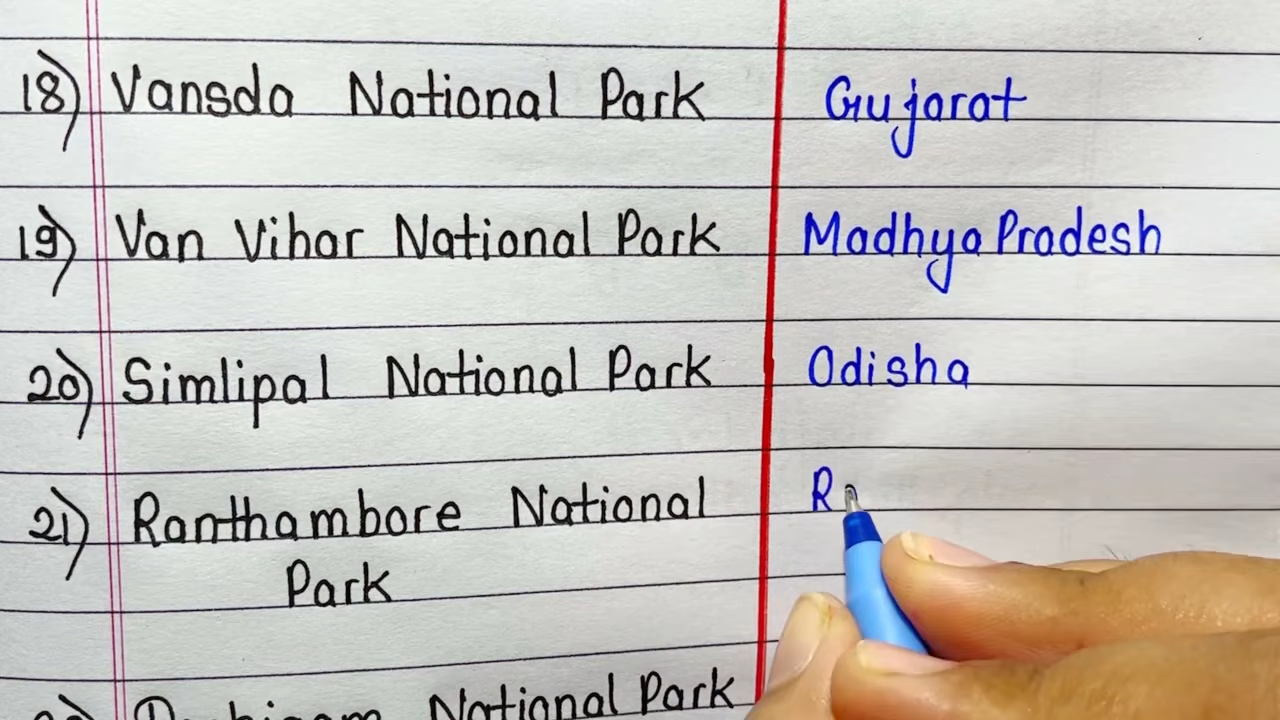 18) Vansda National Park Gujarat
19) Van Vihar National Park Madhya Pradesh
20) Simlipal National Park Odisha
21) Ranthambore National R
Park
National Park